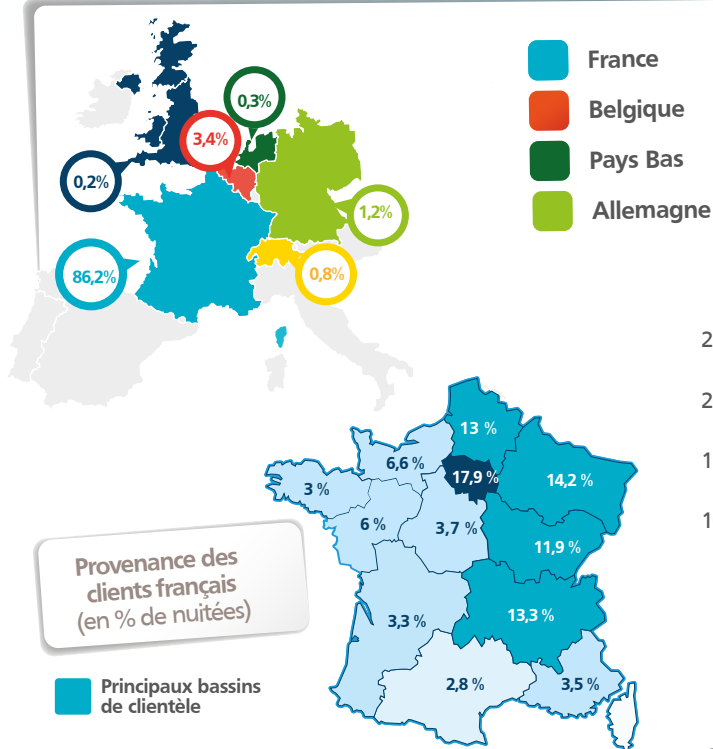 France
Belgique
Pays Bas
Allemagne
0,3%
3,4%
0,2%
1,2%
86,2%
0,8%
2
2
1
1
13 %
6,6 %
17,9 %
14,2 %
3 %
6 %
3,7 %
11,9 %
13,3 %
3,3 %
2,8 %
3,5 %
Provenance des
clients français
(en % de nuitées)
Principaux bassins
de clientèle